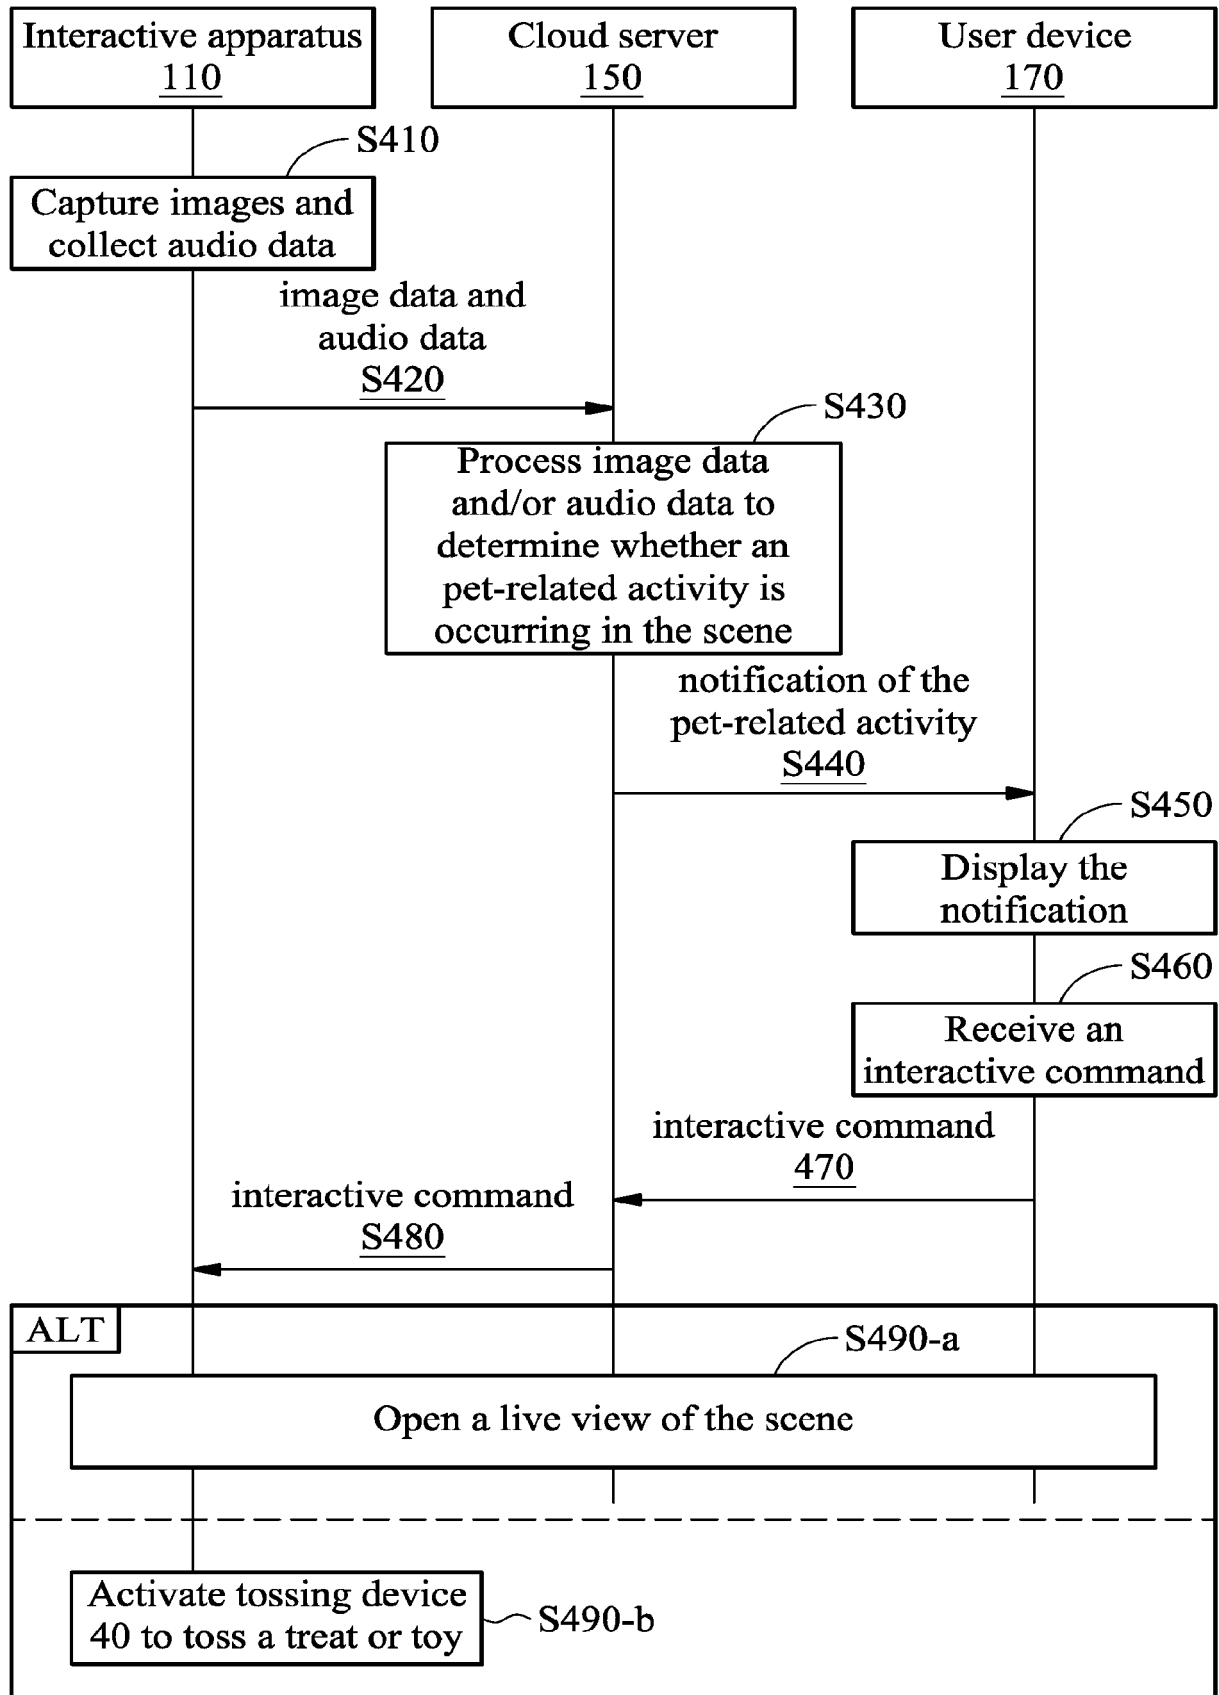 Interactive apparatus
110
Cloud server
150
User device
170
S410
Capture images and
collect audio data
image data and
audio data
S420
S430
Process image data
and/or audio data to
determine whether an
pet-related activity is
occurring in the scene
notification of the
pet-related activity
S440
S450
Display the
notification
S460
Receive an
interactive command
interactive command
470
interactive command
S480
ALT
S490-a
Open a live view of the scene
Activate tossing device
40 to toss a treat or toy
S490-b